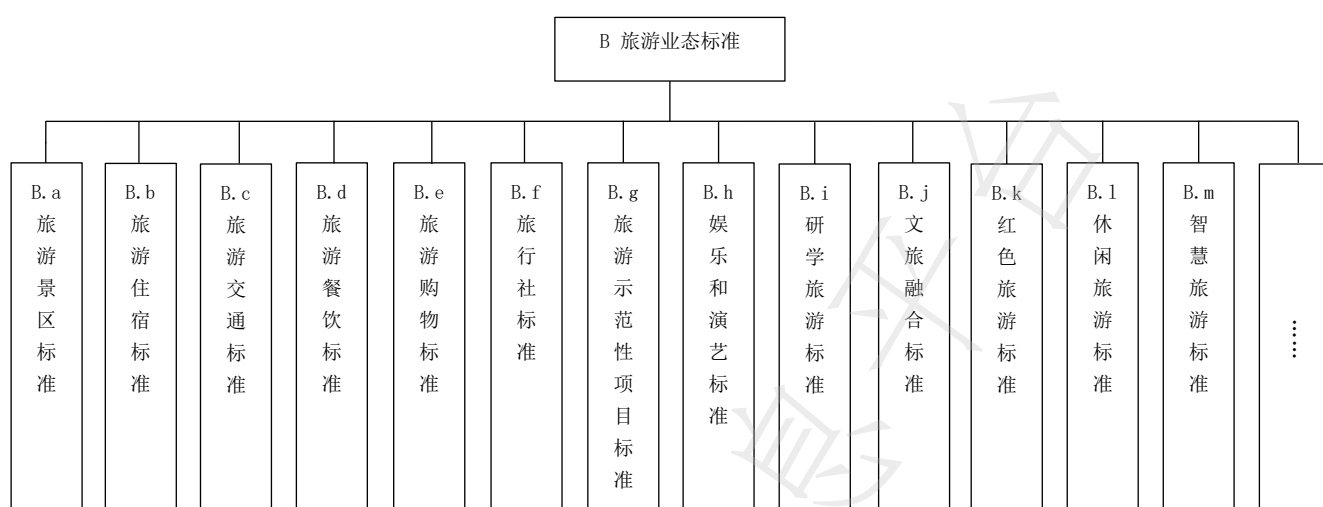 B 旅游业态标准
B.a 旅游景区标准
B.b 旅游住宿标准
B.c 旅游交通标准
B.d 旅游餐饮标准
B.e 旅游购物标准
B.f 旅行社标准
B.g 旅游示范性项目标准
B.h 娱乐和演艺标准
B.i 研学旅游标准
B.j 文旅融合标准
B.k 红色旅游标准
B.l 休闲旅游标准
B.m 智慧旅游标准
……